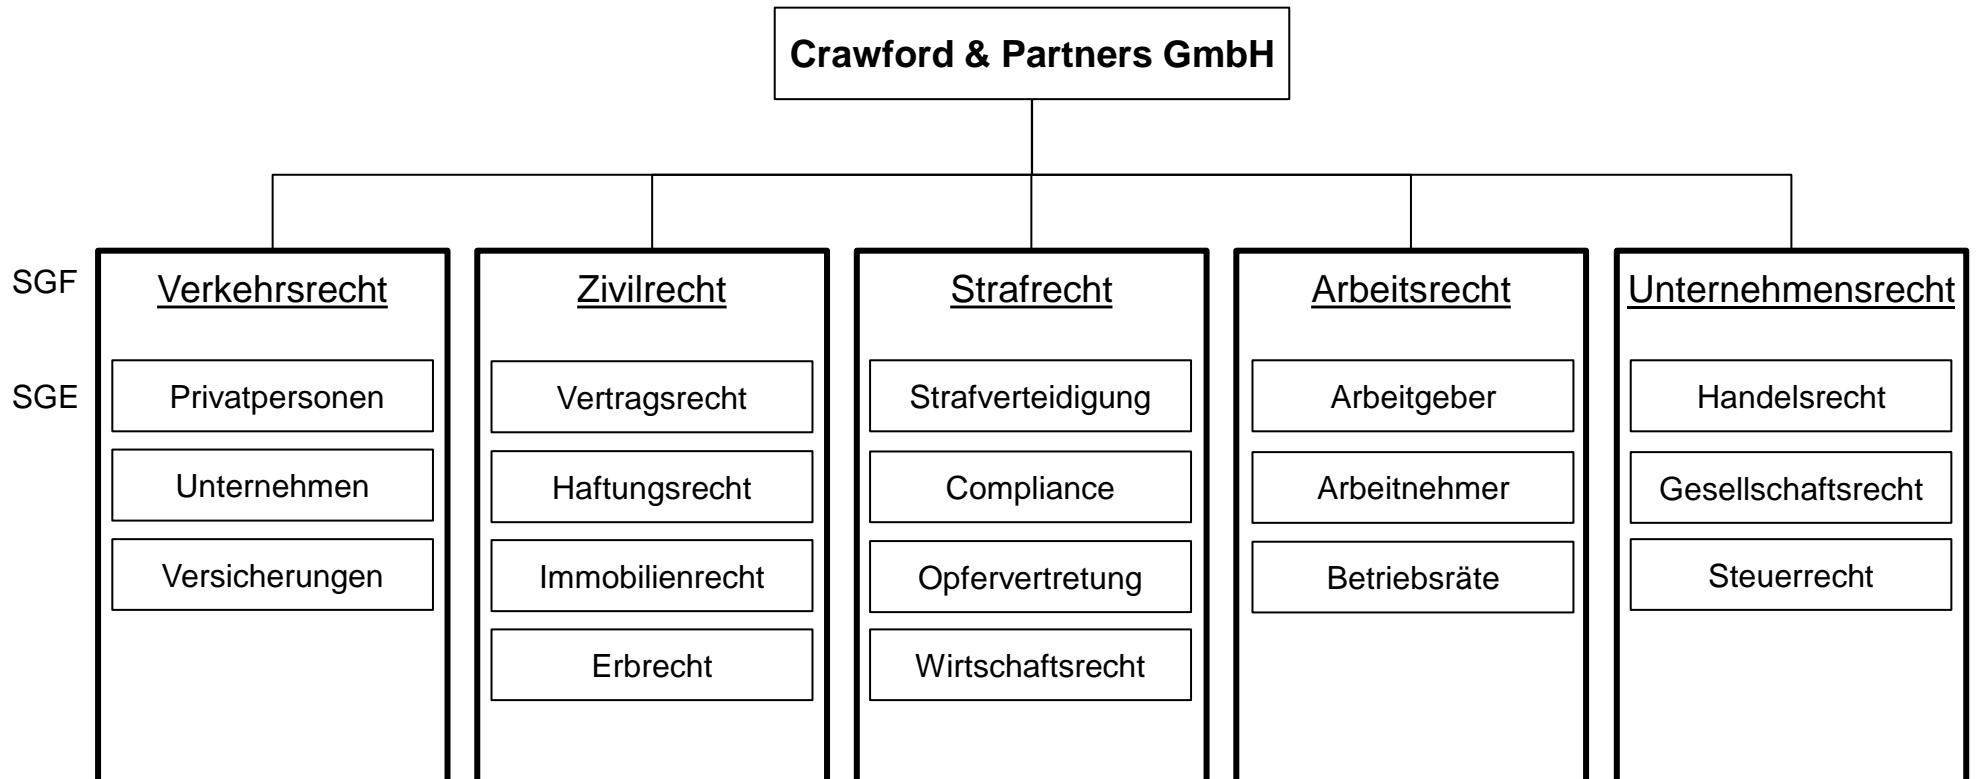 Crawford & Partners GmbH
SGF
Verkehrsrecht
Zivilrecht
Strafrecht
Arbeitsrecht
Unternehmensrecht
SGE
Privatpersonen
Vertragsrecht
Strafverteidigung
Arbeitgeber
Handelsrecht
Unternehmen
Haftungsrecht
Compliance
Arbeitnehmer
Gesellschaftsrecht
Versicherungen
Immobilienrecht
Opfervertretung
Betriebsräte
Steuerrecht
Erbrecht
Wirtschaftsrecht